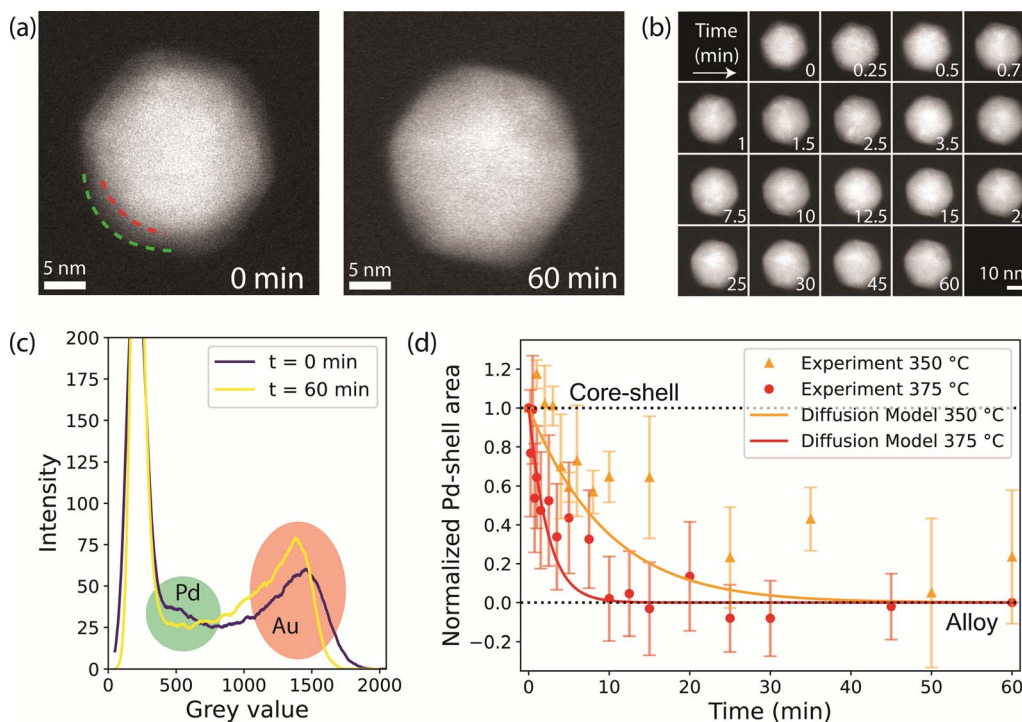 (a)
5 nm
0 min
5 nm
60 min
(b)
Time
(min)
0
0.25
0.5
0.7
1
1.5
2.5
3.5
7.5
10
12.5
15
2
25
30
45
60
10 nm
(c)
200
175
150
125
100
75
50
25
0
Intensity
t = 0 min
t = 60 min
Pd
Au
0
500
1000
1500
2000
Grey value
(d)
1.2
1.0
0.8
0.6
0.4
0.2
0.0
−0.2
Normalized Pd-shell area
Core-shell
Experiment 350 °C
Experiment 375 °C
Diffusion Model 350 °C
Diffusion Model 375 °C
Alloy
0
10
20
30
40
50
60
Time (min)